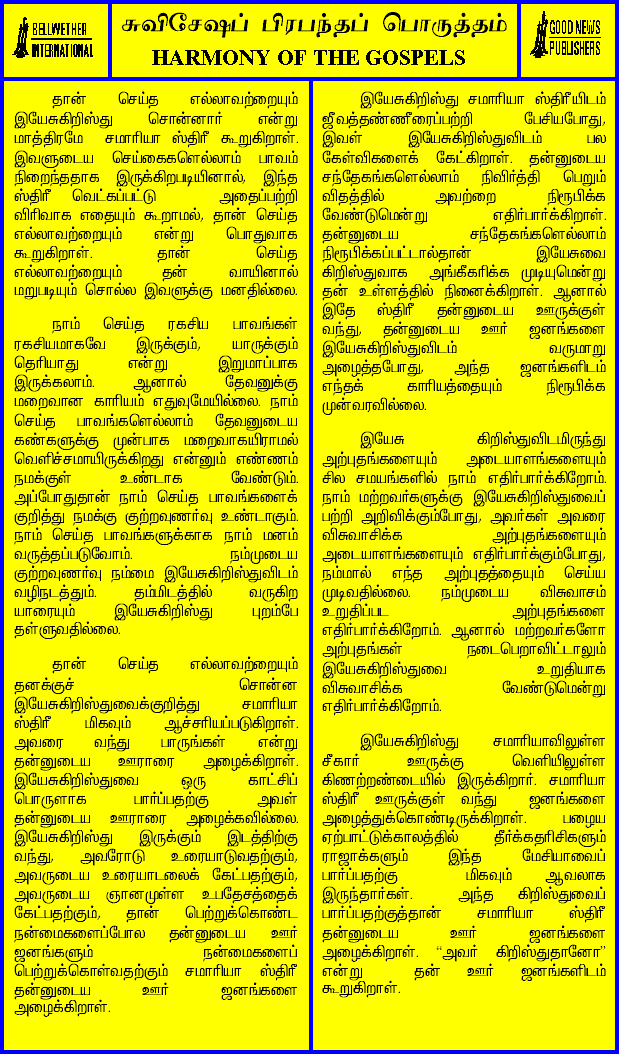 BELLWETHER
INTERNATIONAL
சுவிசேஷப் பிரபந்தப் பொருத்தம்
HARMONY OF THE GOSPELS
GOOD NEWS
PUBLISHERS
தான் செய்த எல்லாவற்றையும்
இயேசுகிறிஸ்து சொன்னார் என்று
மாத்திரமே சமாரியா ஸ்திரீ கூறுகிறாள்.
இவளுடைய செய்கைகளெல்லாம் பாவம்
நிறைந்ததாக இருக்கிறபடியினால், இந்த
ஸ்திரீ வெட்கப்பட்டு அதைப்பற்றி
விரிவாக எதையும் கூறாமல், தான் செய்த
எல்லாவற்றையும் என்று பொதுவாக
கூறுகிறாள். தான் செய்த
எல்லாவற்றையும் தன் வாயினால்
மறுபடியும் சொல்ல இவளுக்கு மனதில்லை.
நாம் செய்த ரகசிய பாவங்கள்
ரகசியமாகவே இருக்கும், யாருக்கும்
தெரியாது என்று இறுமாப்பாக
இருக்கலாம். ஆனால் தேவனுக்கு
மறைவான காரியம் எதுவுமேயில்லை. நாம்
செய்த பாவங்களெல்லாம் தேவனுடைய
கண்களுக்கு முன்பாக மறைவாகயிராமல்
வெளிச்சமாயிருக்கிறது என்னும் எண்ணம்
நமக்குள் உண்டாக வேண்டும்.
அப்போதுதான் நாம் செய்த பாவங்களைக்
குறித்து நமக்கு குற்றவுணர்வு உண்டாகும்.
நாம் செய்த பாவங்களுக்காக நாம் மனம்
வருத்தப்படுவோம். நம்முடைய
குற்றவுணர்வு நம்மை இயேசுகிறிஸ்துவிடம்
வழிநடத்தும். தம்மிடத்தில் வருகிற
யாரையும் இயேசுகிறிஸ்து புறம்பே
தள்ளுவதில்லை.
தான் செய்த எல்லாவற்றையும்
தனக்குச் சொன்ன
இயேசுகிறிஸ்துவைக்குறித்து சமாரியா
ஸ்திரீ மிகவும் ஆச்சரியப்படுகிறாள்.
அவரை வந்து பாருங்கள் என்று
தன்னுடைய ஊராரை அழைக்கிறாள்.
இயேசுகிறிஸ்துவை ஒரு காட்சிப்
பொருளாக பார்ப்பதற்கு அவள்
தன்னுடைய ஊராரை அழைக்கவில்லை.
இயேசுகிறிஸ்து இருக்கும் இடத்திற்கு
வந்து, அவரோடு உரையாடுவதற்கும்,
அவருடைய உரையாடலைக் கேட்பதற்கும்,
அவருடைய ஞானமுள்ள உபதேசத்தைக்
கேட்பதற்கும், தான் பெற்றுக்கொண்ட
நன்மைகளைப்போல தன்னுடைய ஊர்
ஜனங்களும் நன்மைகளைப்
பெற்றுக்கொள்வதற்கும் சமாரியா ஸ்திரீ
தன்னுடைய ஊர் ஜனங்களை
அழைக்கிறாள்.
இயேசுகிறிஸ்து சமாரியா ஸ்திரீயிடம்
ஜீவத்தண்ணீரைப்பற்றி பேசியபோது,
இவள் இயேசுகிறிஸ்துவிடம் பல
கேள்விகளைக் கேட்கிறாள். தன்னுடைய
சந்தேகங்களெல்லாம் நிவிர்த்தி பெறும்
விதத்தில் அவற்றை நிரூபிக்க
வேண்டுமென்று எதிர்பார்க்கிறாள்.
தன்னுடைய சந்தேகங்களெல்லாம்
நிரூபிக்கப்பட்டால்தான் இயேசுவை
கிறிஸ்துவாக அங்கீகரிக்க முடியுமென்று
தன் உள்ளத்தில் நினைக்கிறாள். ஆனால்
இதே ஸ்திரீ தன்னுடைய ஊருக்குள்
வந்து, தன்னுடைய ஊர் ஜனங்களை
இயேசுகிறிஸ்துவிடம் வருமாறு
அழைத்தபோது, அந்த ஜனங்களிடம்
எந்தக் காரியத்தையும் நிரூபிக்க
முன்வரவில்லை.
இயேசு கிறிஸ்துவிடமிருந்து
அற்புதங்களையும் அடையாளங்களையும்
சில சமயங்களில் நாம் எதிர்பார்க்கிறோம்.
நாம் மற்றவர்களுக்கு இயேசுகிறிஸ்துவைப்
பற்றி அறிவிக்கும்போது, அவர்கள் அவரை
விசுவாசிக்க அற்புதங்களையும்
அடையாளங்களையும் எதிர்பார்க்கும்போது,
நம்மால் எந்த அற்புதத்தையும் செய்ய
முடிவதில்லை. நம்முடைய விசுவாசம்
உறுதிப்பட அற்புதங்களை
எதிர்பார்க்கிறோம். ஆனால் மற்றவர்களோ
அற்புதங்கள் நடைபெறாவிட்டாலும்
இயேசுகிறிஸ்துவை உறுதியாக
விசுவாசிக்க வேண்டுமென்று
எதிர்பார்க்கிறோம்.
இயேசுகிறிஸ்து சமாரியாவிலுள்ள
சீகார் ஊருக்கு வெளியிலுள்ள
கிணற்றண்டையில் இருக்கிறார். சமாரியா
ஸ்திரீ ஊருக்குள் வந்து ஜனங்களை
அழைத்துக்கொண்டிருக்கிறாள். பழைய
ஏற்பாட்டுக்காலத்தில் தீர்க்கதரிசிகளும்
ராஜாக்களும் இந்த மேசியாவைப்
பார்ப்பதற்கு மிகவும் ஆவலாக
இருந்தார்கள். அந்த கிறிஸ்துவைப்
பார்ப்பதற்குத்தான் சமாரியா ஸ்திரீ
தன்னுடைய ஊர் ஜனங்களை
அழைக்கிறாள். “அவர் கிறிஸ்துதானோ”
என்று தன் ஊர் ஜனங்களிடம்
கூறுகிறாள்.